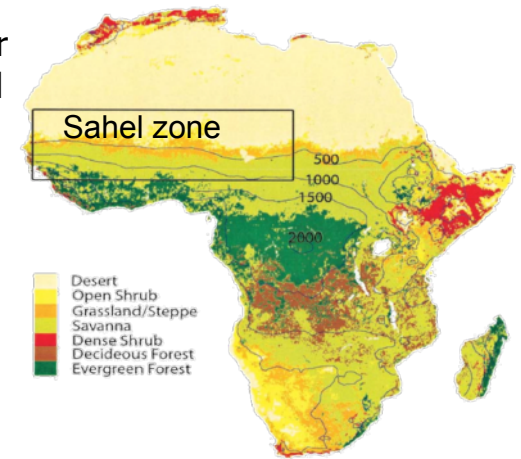 r
l
Sahel zone
500
1000
1500
2000
Desert
Open Shrub
Grassland/Steppe
Savanna
Dense Shrub
Decideous Forest
Evergreen Forest